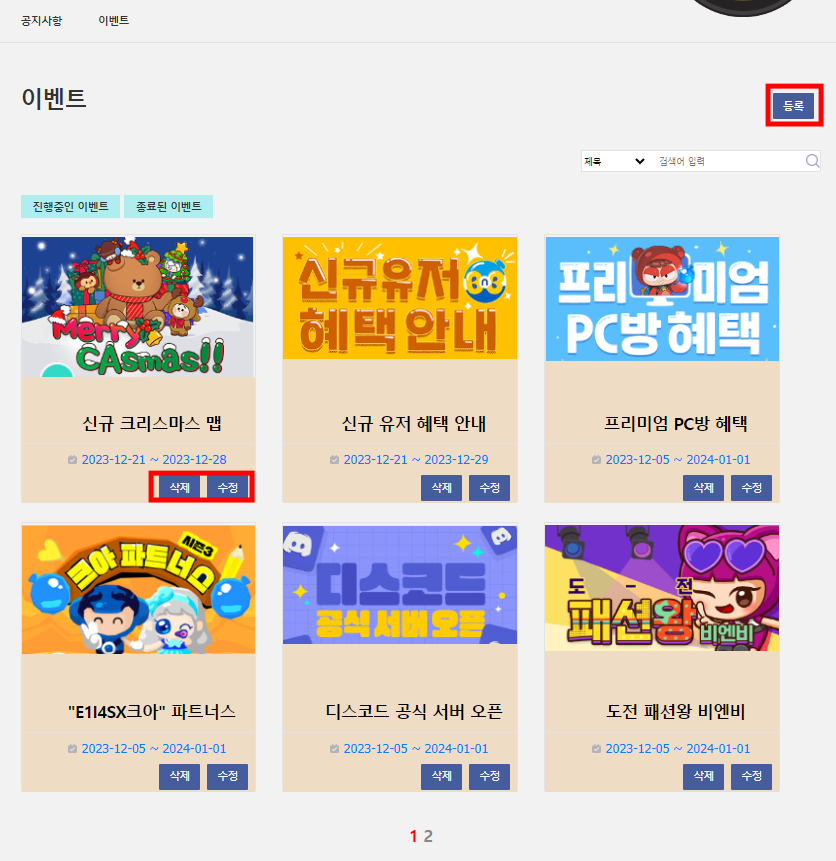 공지사항 이벤트
이벤트
등록
제목 검색어 입력
진행중인 이벤트 종료된 이벤트
Merry
CAsmas!!
신규 크리스마스 맵
2023-12-21 ~ 2023-12-28
삭제 수정
신규유저
혜택 안내
신규 유저 혜택 안내
2023-12-21 ~ 2023-12-29
삭제 수정
프리미엄
PC방 혜택
프리미엄 PC방 혜택
2023-12-05 ~ 2024-01-01
삭제 수정
시즌3
크아 파트너스
"E1I4SX크아" 파트너스
2023-12-05 ~ 2024-01-01
삭제 수정
디스코드
공식 서버 오픈
디스코드 공식 서버 오픈
2023-12-05 ~ 2024-01-01
삭제 수정
도-전
패션왕 비엔비
도전 패션왕 비엔비
2023-12-05 ~ 2024-01-01
삭제 수정
1 2